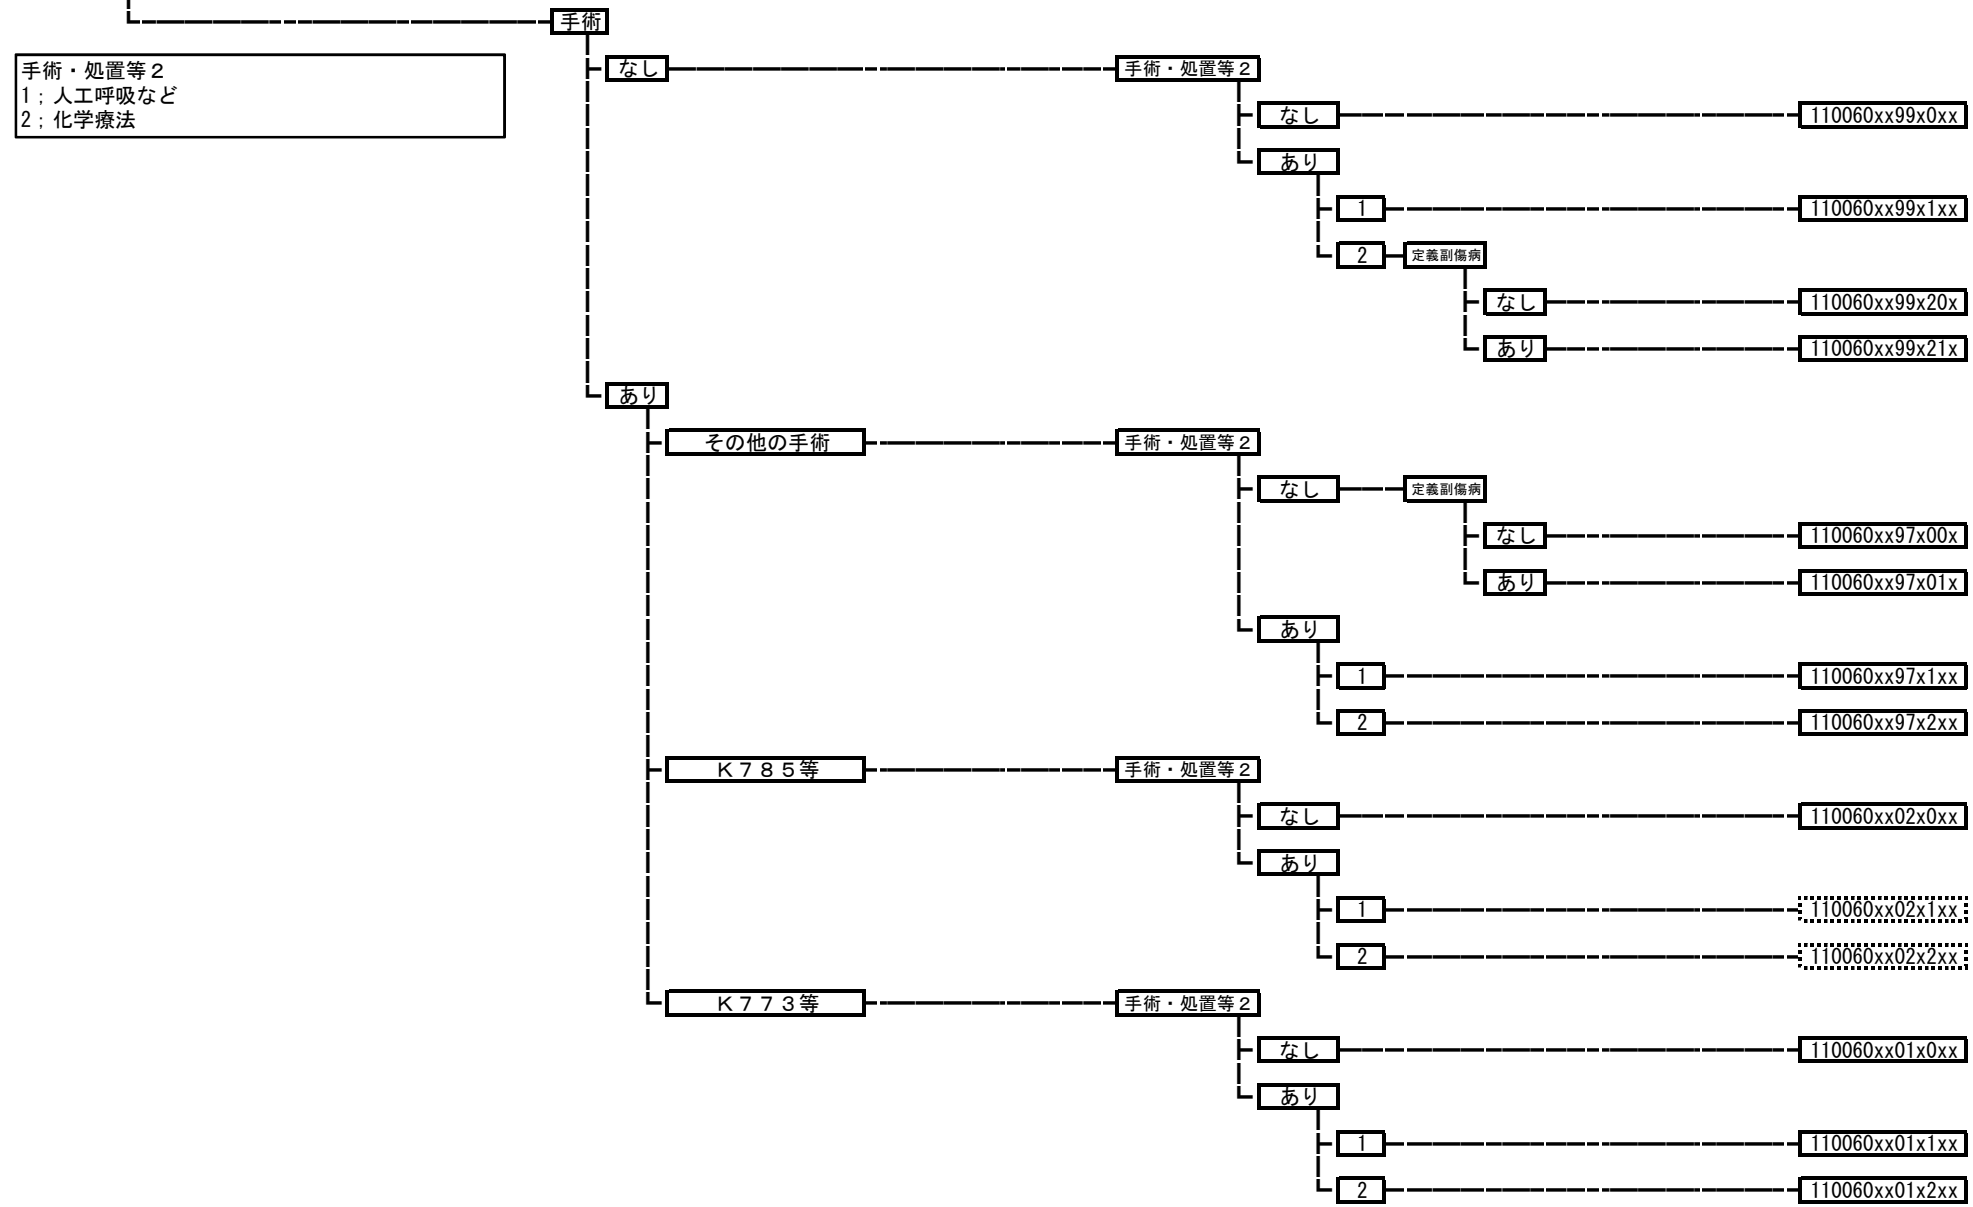 手術
手術・処置等２
1；人工呼吸など
2；化学療法
なし
手術・処置等２
なし
110060xx99x0xx
あり
1
110060xx99x1xx
2
定義副傷病
なし
110060xx99x20x
あり
110060xx99x21x
あり
その他の手術
手術・処置等２
なし
定義副傷病
なし
110060xx97x00x
あり
110060xx97x01x
あり
1
110060xx97x1xx
2
110060xx97x2xx
Ｋ７８５等
手術・処置等２
なし
110060xx02x0xx
あり
1
110060xx02x1xx
2
110060xx02x2xx
Ｋ７７３等
手術・処置等２
なし
110060xx01x0xx
あり
1
110060xx01x1xx
2
110060xx01x2xx